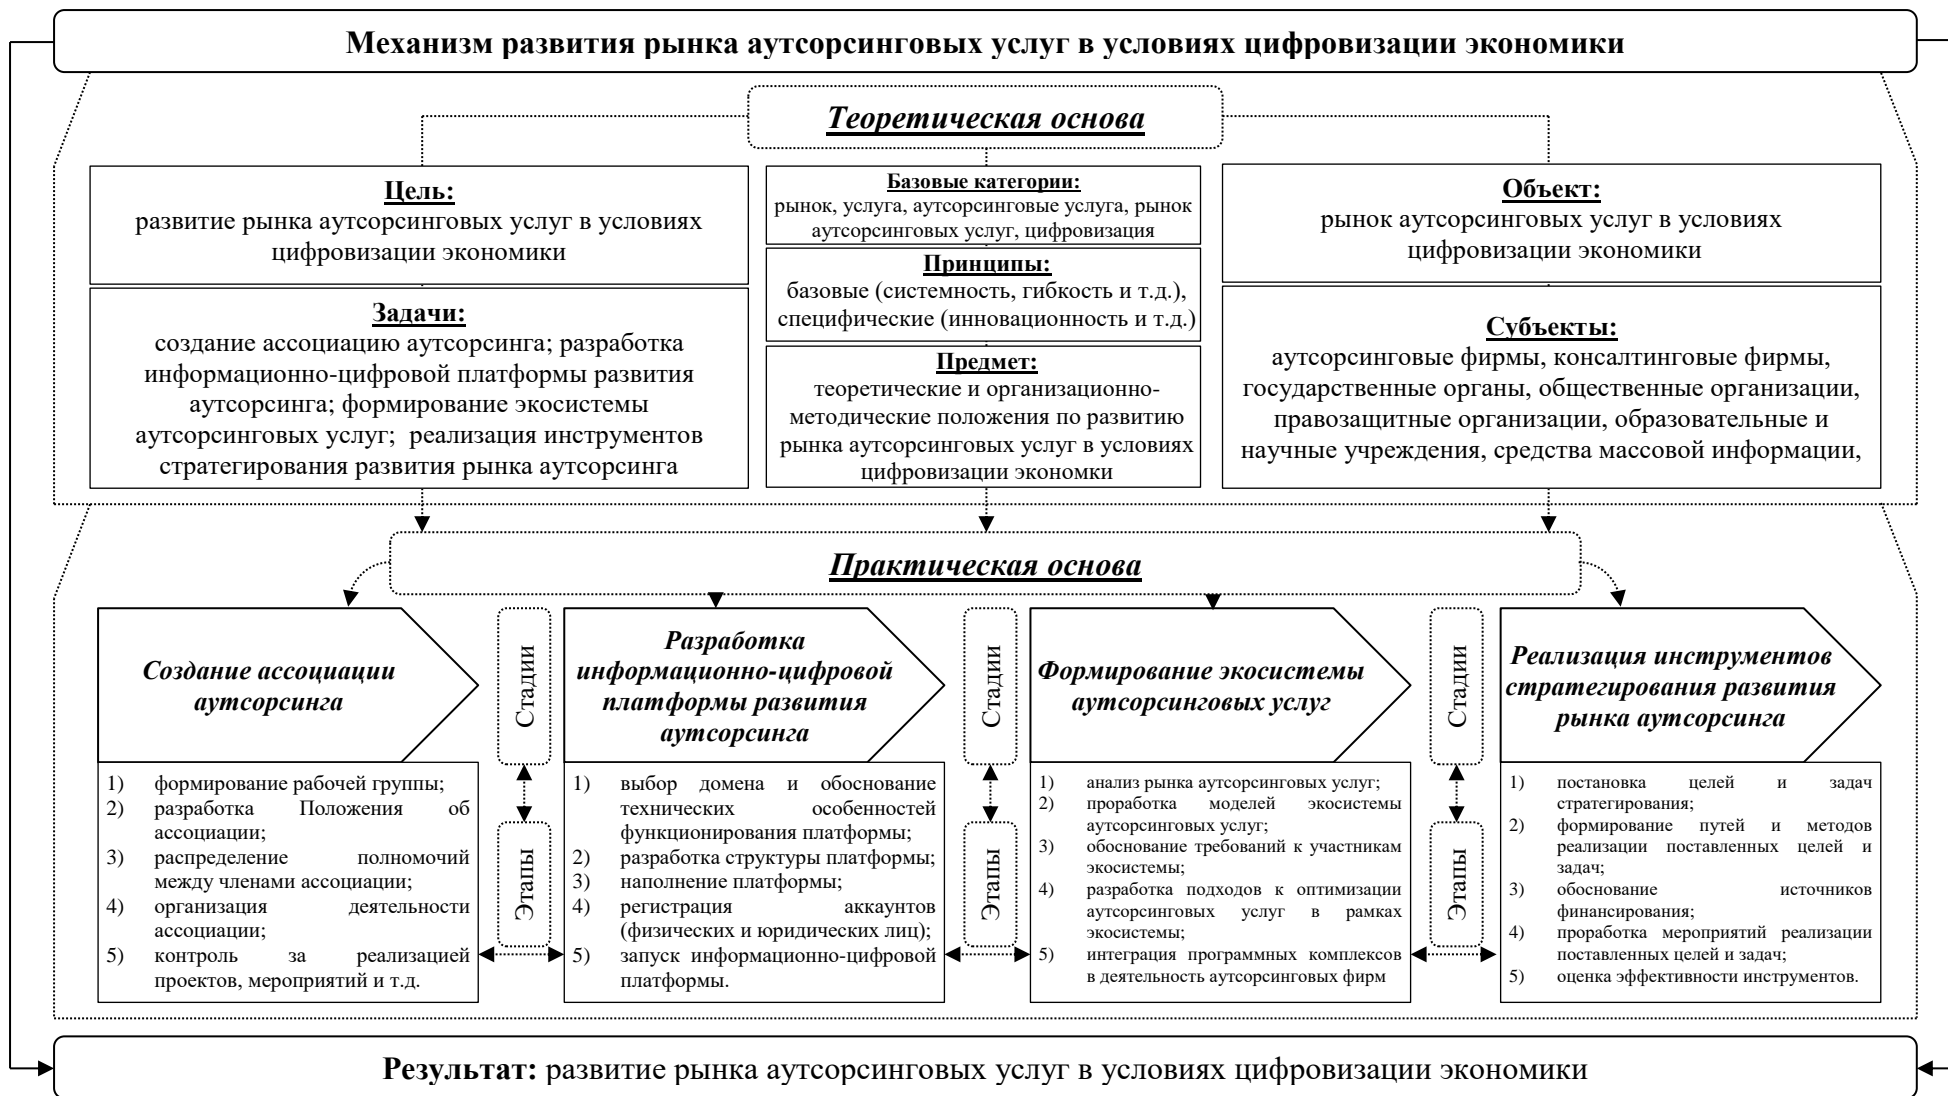 Механизм развития рынка аутсорсинговых услуг в условиях цифровизации экономики
Теоретическая основа
Цель:
развитие рынка аутсорсинговых услуг в условиях
цифровизации экономики
Задачи:
создание ассоциацию аутсорсинга; разработка
информационно-цифровой платформы развития
аутсорсинга; формирование экосистемы
аутсорсинговых услуг; реализация инструментов
стратегирования развития рынка аутсорсинга
Базовые категории:
рынок, услуга, аутсорсинговые услуга, рынок
аутсорсинговых услуг, цифровизация
Принципы:
базовые (системность, гибкость и т.д.),
специфические (инновационность и т.д.)
Предмет:
теоретические и организационно-
методические положения по развитию
рынка аутсорсинговых услуг в условиях
цифровизации экономки
Объект:
рынок аутсорсинговых услуг в условиях
цифровизации экономики
Субъекты:
аутсорсинговые фирмы, консалтинговые фирмы,
государственные органы, общественные организации,
правозащитные организации, образовательные и
научные учреждения, средства массовой информации,
Практическая основа
Создание ассоциации
аутсорсинга
1) формирование рабочей группы;
2) разработка Положения об
ассоциации;
3) распределение полномочий
между членами ассоциации;
4) организация деятельности
ассоциации;
5) контроль за реализацией
проектов, мероприятий и т.д.
Стадии
Этапы
Разработка
информационно-цифровой
платформы развития
аутсорсинга
1) выбор домена и обоснование
технических особенностей
функционирования платформы;
2) разработка структуры платформы;
3) наполнение платформы;
4) регистрация аккаунтов
(физических и юридических лиц);
5) запуск информационно-цифровой
платформы.
Стадии
Этапы
Формирование экосистемы
аутсорсинговых услуг
1) анализ рынка аутсорсинговых услуг;
2) проработка моделей экосистемы
аутсорсинговых услуг;
3) обоснование требований к участникам
экосистемы;
4) разработка подходов к оптимизации
аутсорсинговых услуг в рамках
экосистемы;
5) интеграция программных комплексов
в деятельность аутсорсинговых фирм
Стадии
Этапы
Реализация инструментов
стратегирования развития
рынка аутсорсинга
1) постановка целей и задач
стратегирования;
2) формирование путей и методов
реализации поставленных целей и
задач;
3) обоснование источников
финансирования;
4) проработка мероприятий реализации
поставленных целей и задач;
5) оценка эффективности инструментов.
Результат: развитие рынка аутсорсинговых услуг в условиях цифровизации экономики